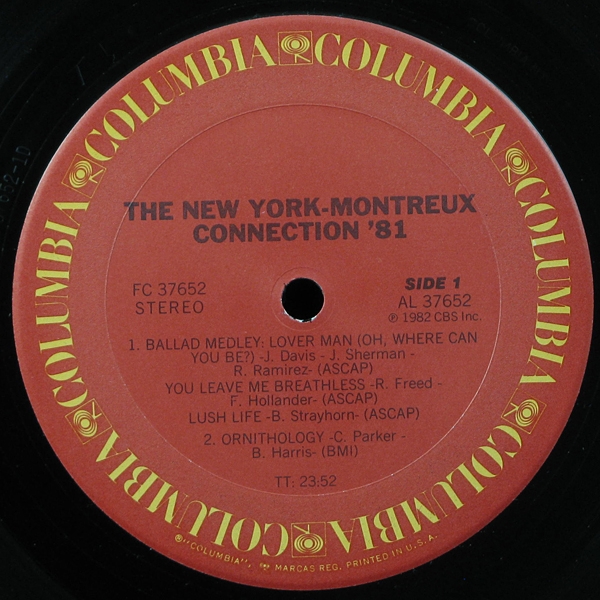 COLUMBIA COLUMBIA COLUMBIA COLUMBIA COLUMBIA COLUMBIA
THE NEW YORK-MONTREUX
CONNECTION '81
FC 37652
STEREO
SIDE 1
AL 37652
℗ 1982 CBS Inc.
1. BALLAD MEDLEY: LOVER MAN (OH, WHERE CAN
YOU BE?) -J. Davis - J. Sherman -
R. Ramirez- (ASCAP)
YOU LEAVE ME BREATHLESS -R. Freed -
F. Hollander- (ASCAP)
LUSH LIFE -B. Strayhorn- (ASCAP)
2. ORNITHOLOGY -C. Parker -
B. Harris- (BMI)
TT: 23:52
®"COLUMBIA", MARCAS REG. PRINTED IN U.S.A.